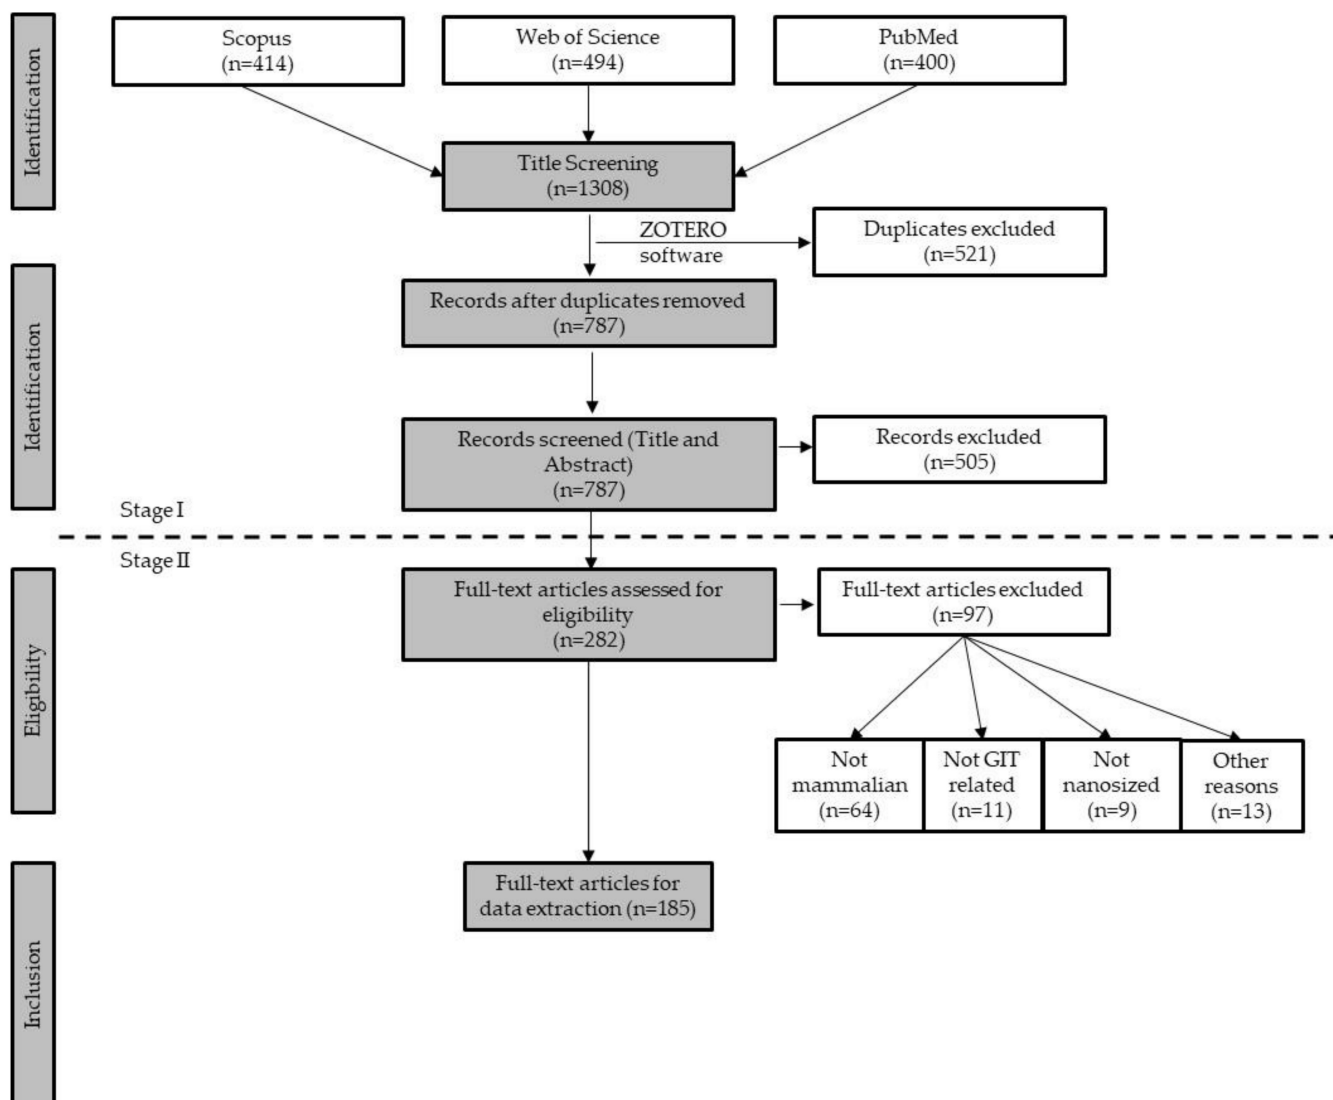 Identification
Scopus
(n=414)
Web of Science
(n=494)
PubMed
(n=400)
Title Screening
(n=1308)
ZOTERO
software
Duplicates excluded
(n=521)
Identification
Records after duplicates removed
(n=787)
Records screened (Title and
Abstract)
(n=787)
Records excluded
(n=505)
Stage I
Stage II
Eligibility
Full-text articles assessed for
eligibility
(n=282)
Full-text articles excluded
(n=97)
Not
mammalian
(n=64)
Not GIT
related
(n=11)
Not
nanosized
(n=9)
Other
reasons
(n=13)
Inclusion
Full-text articles for
data extraction (n=185)